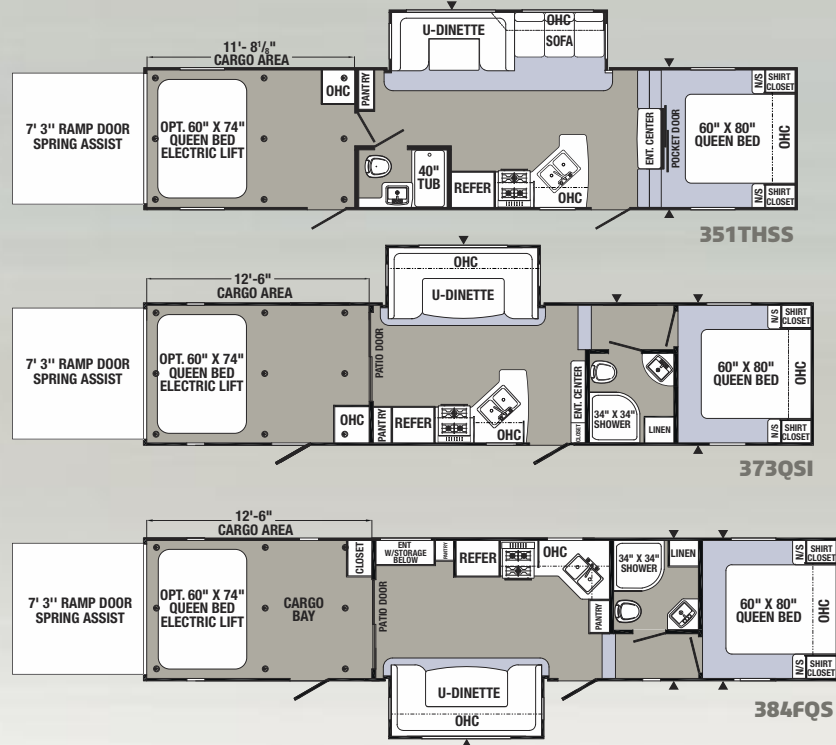 U-DINETTE
OHC
SOFA
11'- 8⅛"
CARGO AREA
OHC
PANTRY
7' 3" RAMP DOOR
SPRING ASSIST
OPT. 60" X 74"
QUEEN BED
ELECTRIC LIFT
40"
TUB
REFER
OHC
ENT. CENTER
POCKET DOOR
N/S
SHIRT
CLOSET
60" X 80"
QUEEN BED
OHC
N/S
SHIRT
CLOSET
351THSS
OHC
U-DINETTE
12'-6"
CARGO AREA
7' 3" RAMP DOOR
SPRING ASSIST
OPT. 60" X 74"
QUEEN BED
ELECTRIC LIFT
OHC
PATIO DOOR
PANTRY
REFER
OHC
ENT. CENTER
CLOSET
34" X 34"
SHOWER
LINEN
N/S
SHIRT
CLOSET
60" X 80"
QUEEN BED
OHC
N/S
SHIRT
CLOSET
373QSI
12'-6"
CARGO AREA
7' 3" RAMP DOOR
SPRING ASSIST
OPT. 60" X 74"
QUEEN BED
ELECTRIC LIFT
CARGO
BAY
CLOSET
PATIO DOOR
ENT
W/STORAGE
BELOW
PANTRY
REFER
OHC
PANTRY
34" X 34"
SHOWER
LINEN
N/S
SHIRT
CLOSET
60" X 80"
QUEEN BED
OHC
N/S
SHIRT
CLOSET
U-DINETTE
OHC
384FQS